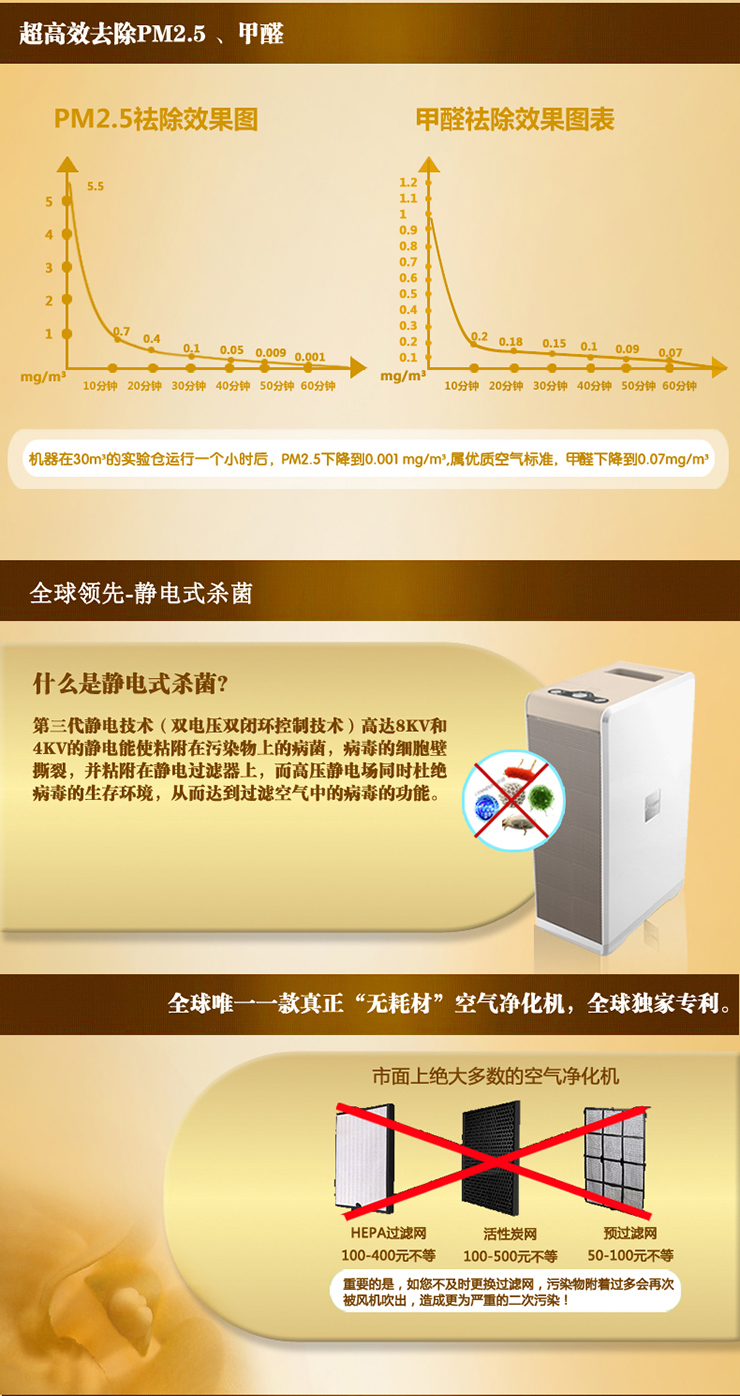 超高效去除PM2.5 、甲醛
PM2.5祛除效果图
5.5
5
4
3
2
1
0.7
0.4
0.1
0.05
0.009
0.001
mg/m³
10分钟 20分钟 30分钟 40分钟 50分钟 60分钟
甲醛祛除效果图表
1.2
1.1
1
0.9
0.8
0.7
0.6
0.5
0.4
0.3
0.2
0.1
0.2
0.18
0.15
0.1
0.09
0.07
mg/m³
10分钟 20分钟 30分钟 40分钟 50分钟 60分钟
机器在30m³的实验仓运行一个小时后，PM2.5下降到0.001 mg/m³,属优质空气标准，甲醛下降到0.07mg/m³
全球领先-静电式杀菌
什么是静电式杀菌?
第三代静电技术（双电压双闭环控制技术）高达8KV和
4KV的静电能使粘附在污染物上的病菌，病毒的细胞壁
撕裂，并粘附在静电过滤器上，而高压静电场同时杜绝
病毒的生存环境，从而达到过滤空气中的病毒的功能。
全球唯一一款真正“无耗材”空气净化机，全球独家专利。
市面上绝大多数的空气净化机
HEPA过滤网 活性炭网 预过滤网
100-400元不等 100-500元不等 50-100元不等
重要的是，如您不及时更换过滤网，污染物附着过多会再次
被风机吹出，造成更为严重的二次污染！